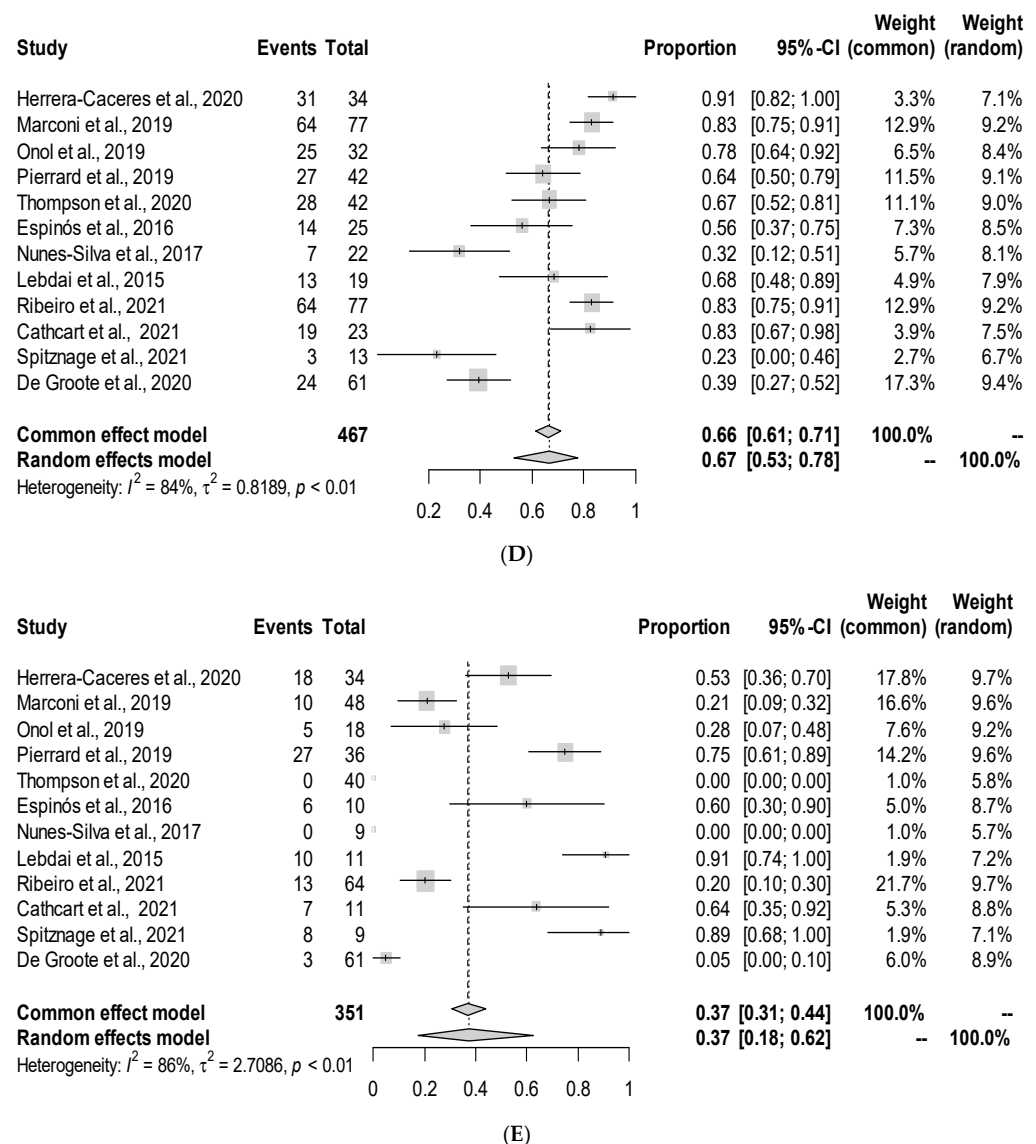 Weight Weight
Study Events Total Proportion 95%-CI (common) (random)
Herrera-Caceres et al., 2020 31 34 0.91 [0.82; 1.00] 3.3% 7.1%
Marconi et al., 2019 64 77 0.83 [0.75; 0.91] 12.9% 9.2%
Onol et al., 2019 25 32 0.78 [0.64; 0.92] 6.5% 8.4%
Pierrard et al., 2019 27 42 0.64 [0.50; 0.79] 11.5% 9.1%
Thompson et al., 2020 28 42 0.67 [0.52; 0.81] 11.1% 9.0%
Espinós et al., 2016 14 25 0.56 [0.37; 0.75] 7.3% 8.5%
Nunes-Silva et al., 2017 7 22 0.32 [0.12; 0.51] 5.7% 8.1%
Lebdai et al., 2015 13 19 0.68 [0.48; 0.89] 4.9% 7.9%
Ribeiro et al., 2021 64 77 0.83 [0.75; 0.91] 12.9% 9.2%
Cathcart et al., 2021 19 23 0.83 [0.67; 0.98] 3.9% 7.5%
Spitznage et al., 2021 3 13 0.23 [0.00; 0.46] 2.7% 6.7%
De Groote et al., 2020 24 61 0.39 [0.27; 0.52] 17.3% 9.4%
Common effect model 467 0.66 [0.61; 0.71] 100.0% --
Random effects model 0.67 [0.53; 0.78] -- 100.0%
Heterogeneity: I² = 84%, τ² = 0.8189, p < 0.01
0.2 0.4 0.6 0.8 1
(D)
Weight Weight
Study Events Total Proportion 95%-CI (common) (random)
Herrera-Caceres et al., 2020 18 34 0.53 [0.36; 0.70] 17.8% 9.7%
Marconi et al., 2019 10 48 0.21 [0.09; 0.32] 16.6% 9.6%
Onol et al., 2019 5 18 0.28 [0.07; 0.48] 7.6% 9.2%
Pierrard et al., 2019 27 36 0.75 [0.61; 0.89] 14.2% 9.6%
Thompson et al., 2020 0 40 0.00 [0.00; 0.00] 1.0% 5.8%
Espinós et al., 2016 6 10 0.60 [0.30; 0.90] 5.0% 8.7%
Nunes-Silva et al., 2017 0 9 0.00 [0.00; 0.00] 1.0% 5.7%
Lebdai et al., 2015 10 11 0.91 [0.74; 1.00] 1.9% 7.2%
Ribeiro et al., 2021 13 64 0.20 [0.10; 0.30] 21.7% 9.7%
Cathcart et al., 2021 7 11 0.64 [0.35; 0.92] 5.3% 8.8%
Spitznage et al., 2021 8 9 0.89 [0.68; 1.00] 1.9% 7.1%
De Groote et al., 2020 3 61 0.05 [0.00; 0.10] 6.0% 8.9%
Common effect model 351 0.37 [0.31; 0.44] 100.0% --
Random effects model 0.37 [0.18; 0.62] -- 100.0%
Heterogeneity: I² = 86%, τ² = 2.7086, p < 0.01
0 0.2 0.4 0.6 0.8 1
(E)